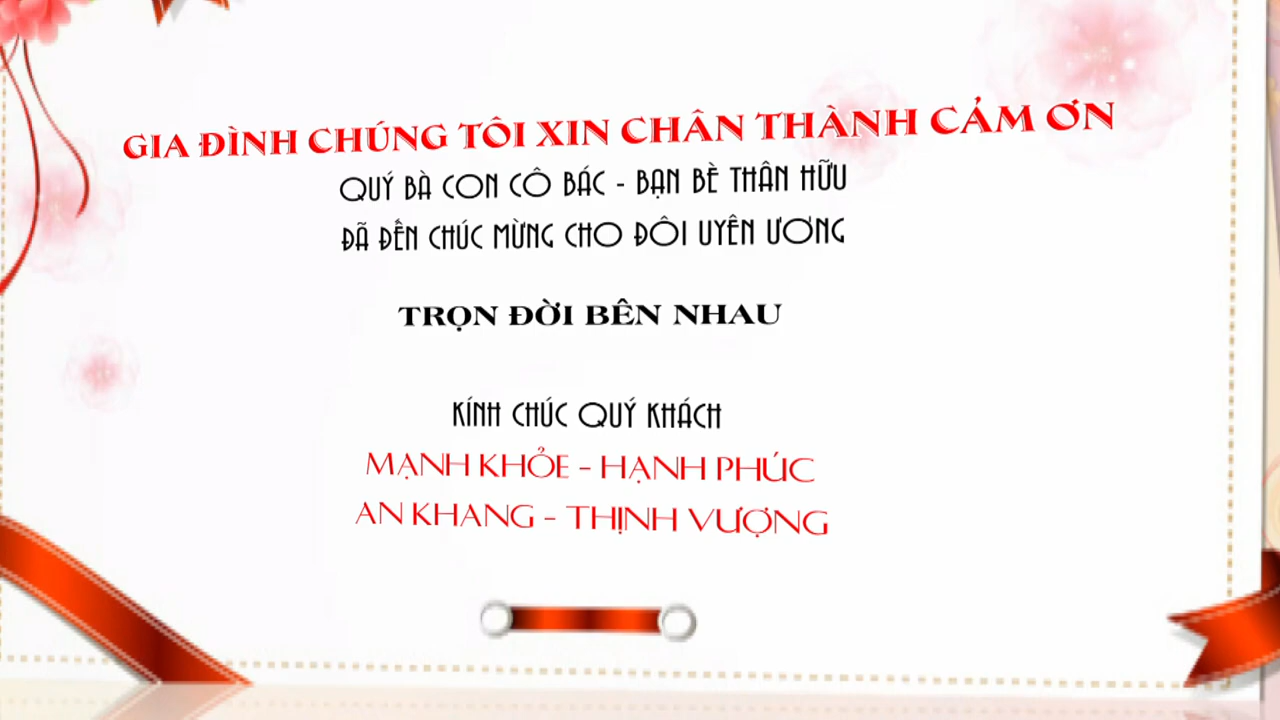 GIA ĐÌNH CHÚNG TÔI XIN CHÂN THÀNH CẢM ƠN
QUÝ BÀ CON CÔ BÁC - BẠN BÈ THÂN HỮU
ĐÃ ĐẾN CHÚC MỪNG CHO ĐÔI UYÊN ƯƠNG
TRỌN ĐỜI BÊN NHAU
KÍNH CHÚC QUÝ KHÁCH
MẠNH KHỎE - HẠNH PHÚC
AN KHANG - THỊNH VƯỢNG